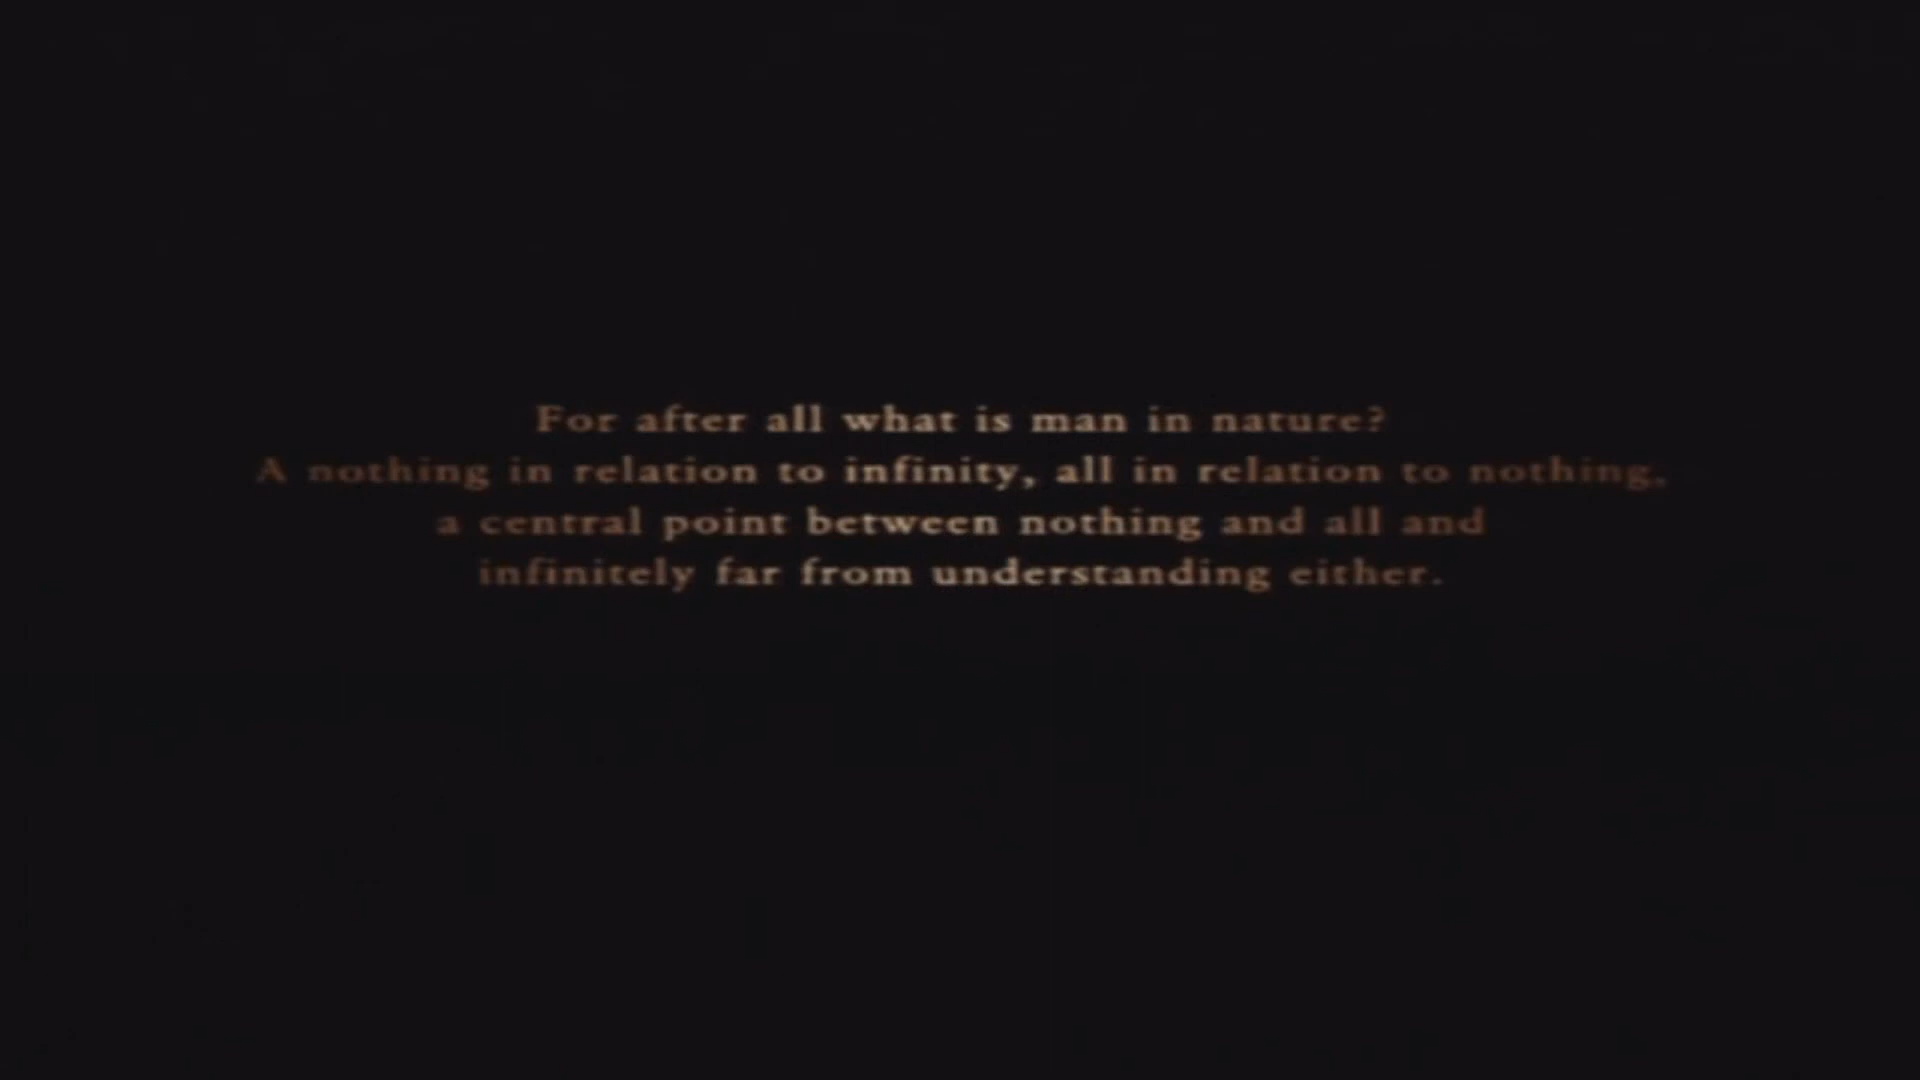 For after all what is man in nature?
A nothing in relation to infinity, all in relation to nothing,
a central point between nothing and all and
infinitely far from understanding either.